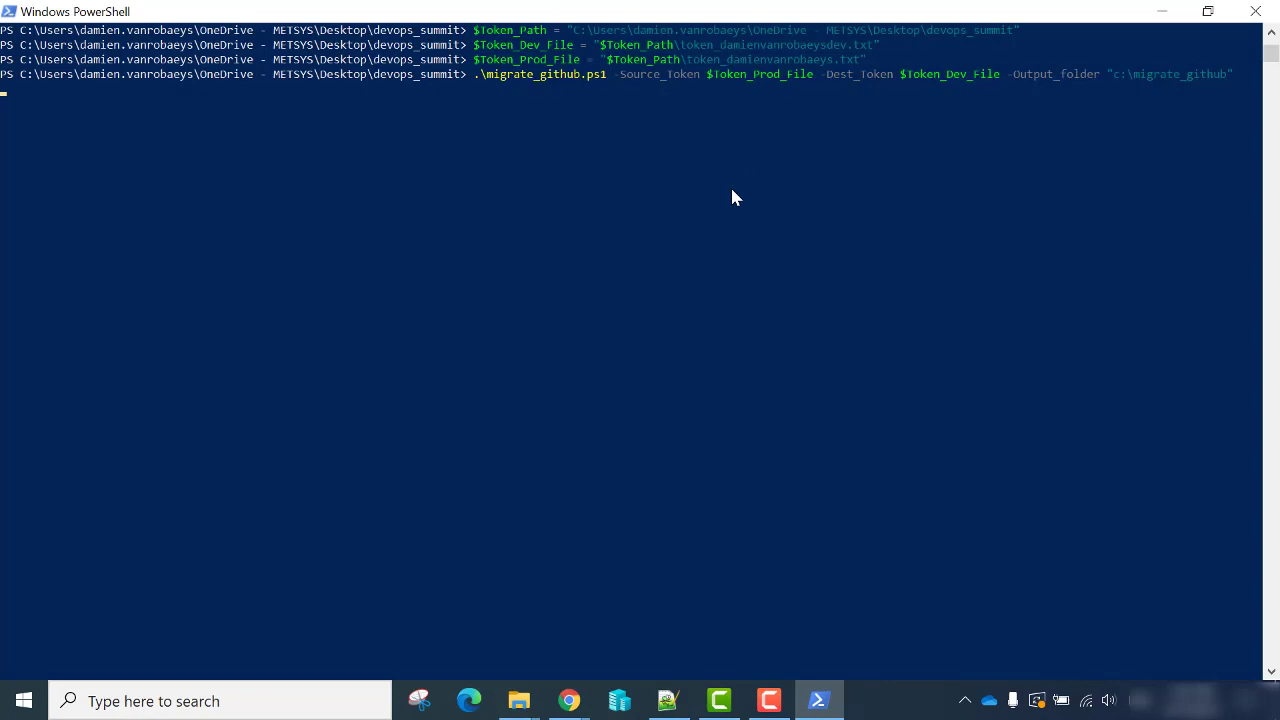 Windows PowerShell
PS C:\Users\damien.vanrobaeys\OneDrive - METSYS\Desktop\devops_summit> $Token_Path = "C:\Users\damien.vanrobaeys\OneDrive - METSYS\Desktop\devops_summit"
PS C:\Users\damien.vanrobaeys\OneDrive - METSYS\Desktop\devops_summit> $Token_Dev_File = "$Token_Path\token_damienvanrobaeysdev.txt"
PS C:\Users\damien.vanrobaeys\OneDrive - METSYS\Desktop\devops_summit> $Token_Prod_File = "$Token_Path\token_damienvanrobaeys.txt"
PS C:\Users\damien.vanrobaeys\OneDrive - METSYS\Desktop\devops_summit> .\migrate_github.ps1 -Source_Token $Token_Prod_File -Dest_Token $Token_Dev_File -Output_folder "c:\migrate_github"
Type here to search